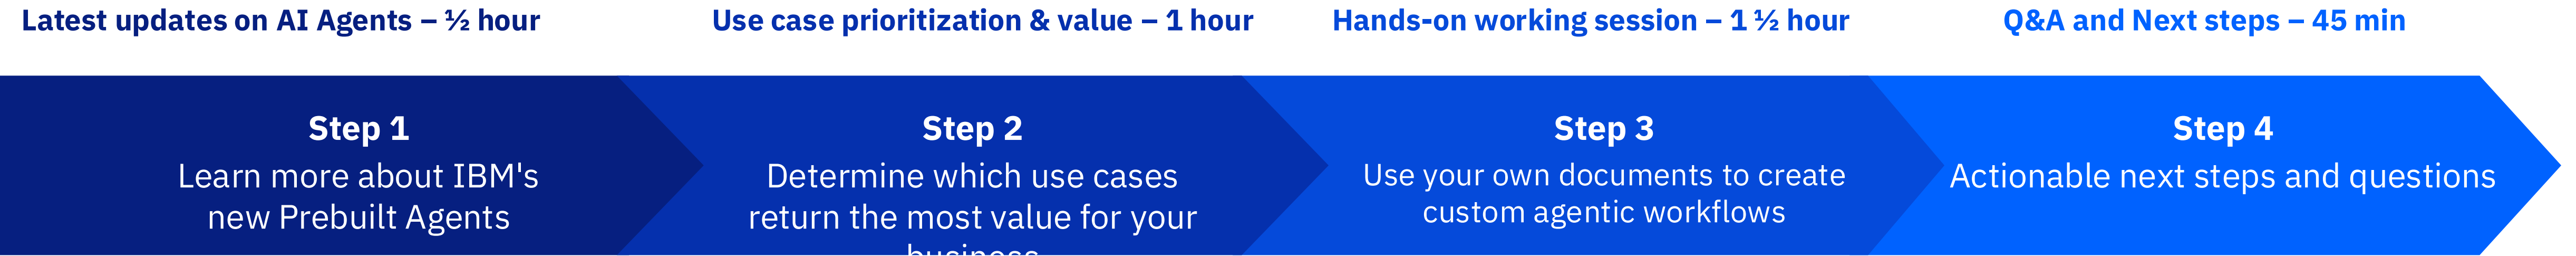 Latest updates on AI Agents – ½ hour
Use case prioritization & value – 1 hour
Hands-on working session – 1 ½ hour
Q&A and Next steps – 45 min
Step 1
Learn more about IBM's
new Prebuilt Agents
Step 2
Determine which use cases
return the most value for your
business
Step 3
Use your own documents to create
custom agentic workflows
Step 4
Actionable next steps and questions